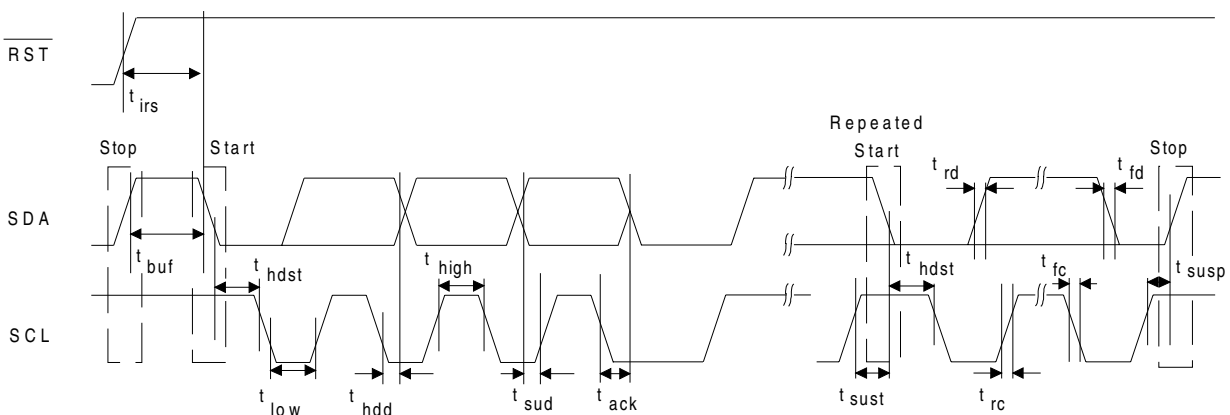 RST
t irs
Repeated
Stop Start Start Stop
t rd t fd
SDA
t buf t hdst t high t hdst t fc t susp
SCL
t low t hdd t sud t ack t sust t rc